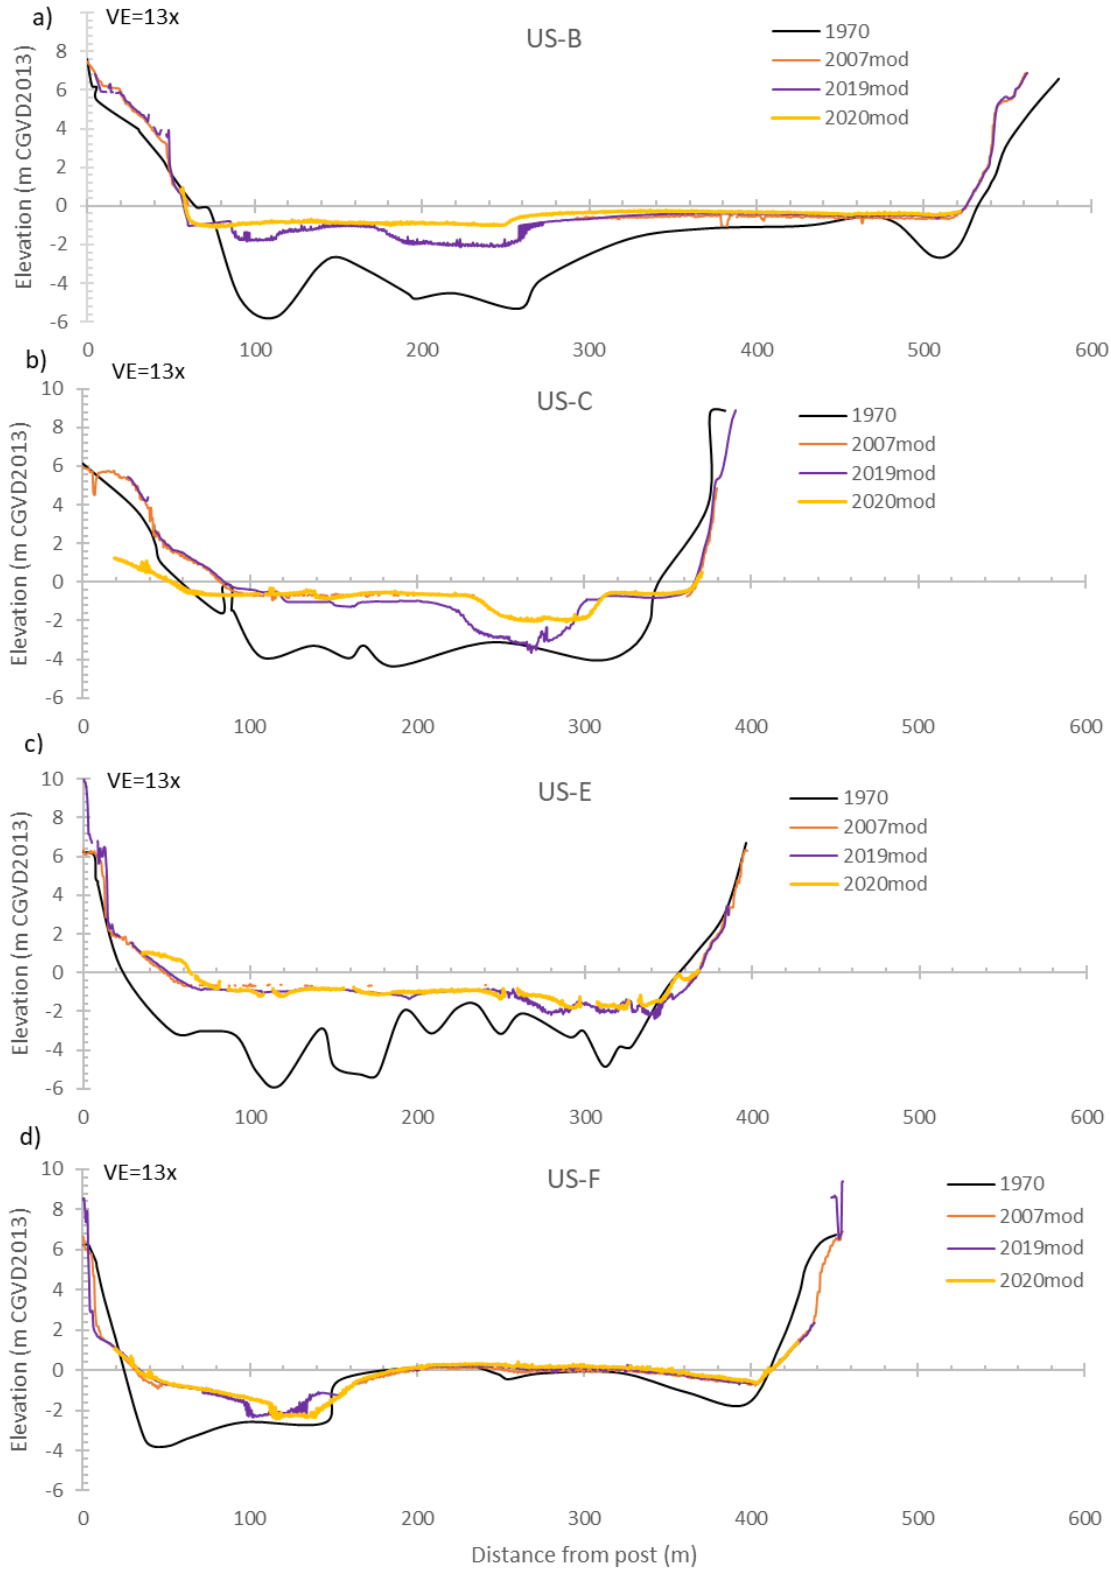 a)
VE=13x
US-B
1970
2007mod
2019mod
2020mod
Elevation (m CGVD2013)
8
6
4
2
0
-2
-4
-6
0 100 200 300 400 500 600
b)
VE=13x
US-C
1970
2007mod
2019mod
2020mod
Elevation (m CGVD2013)
10
8
6
4
2
0
-2
-4
-6
0 100 200 300 400 500 600
c)
VE=13x
US-E
1970
2007mod
2019mod
2020mod
Elevation (m CGVD2013)
10
8
6
4
2
0
-2
-4
-6
0 100 200 300 400 500 600
d)
VE=13x
US-F
1970
2007mod
2019mod
2020mod
Elevation (m CGVD2013)
10
8
6
4
2
0
-2
-4
-6
0 100 200 300 400 500 600
Distance from post (m)